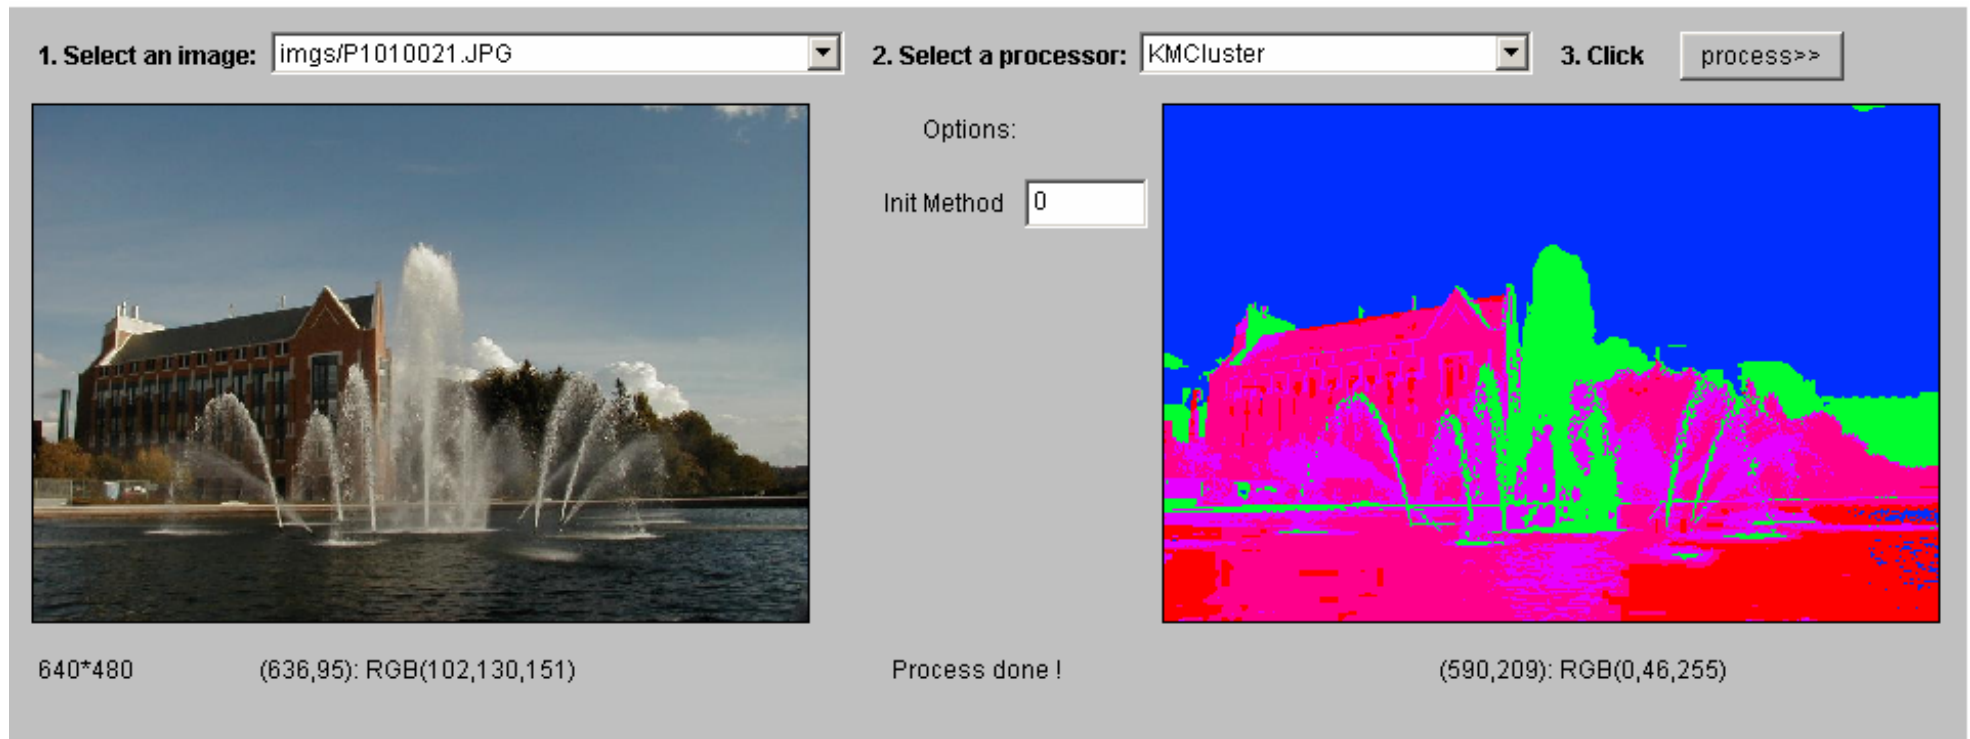 1. Select an image: imgs/P1010021.JPG 2. Select a processor: KMCluster 3. Click process>>
Options:
Init Method 0
640*480 (636,95): RGB(102,130,151) Process done ! (590,209): RGB(0,46,255)